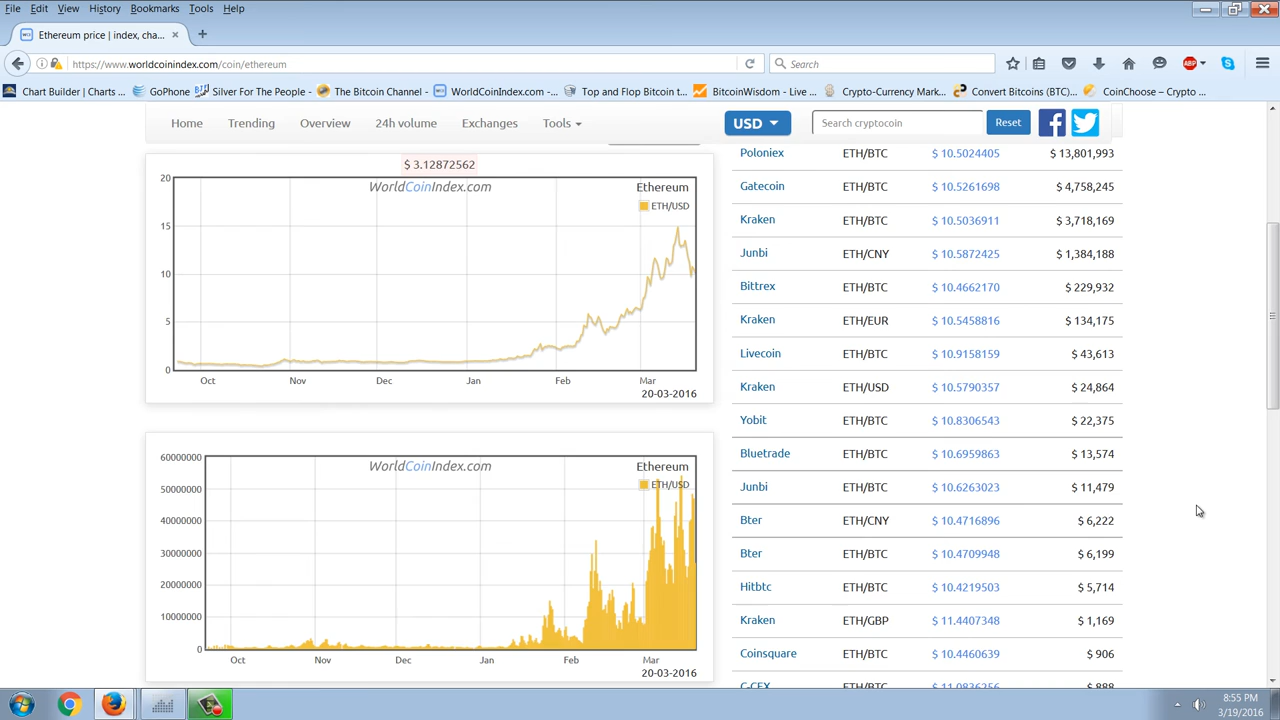 File Edit View History Bookmarks Tools Help
Ethereum price | index, cha...
https://www.worldcoinindex.com/coin/ethereum
Search
ABP
Chart Builder | Charts ... GoPhone Silver For The People - The Bitcoin Channel - WorldCoinIndex.com -... Top and Flop Bitcoin t... BitcoinWisdom - Live ... Crypto-Currency Mark... Convert Bitcoins (BTC)... CoinChoose – Crypto ...
Home Trending Overview 24h volume Exchanges Tools USD Search cryptocoin Reset
$ 3.12872562
WorldCoinIndex.com
Ethereum
ETH/USD
20
15
10
5
0
Oct Nov Dec Jan Feb Mar
20-03-2016
WorldCoinIndex.com
Ethereum
ETH/USD
60000000
50000000
40000000
30000000
20000000
10000000
0
Oct Nov Dec Jan Feb Mar
20-03-2016
Poloniex ETH/BTC $ 10.5024405 $ 13,801,993
Gatecoin ETH/BTC $ 10.5261698 $ 4,758,245
Kraken ETH/BTC $ 10.5036911 $ 3,718,169
Junbi ETH/CNY $ 10.5872425 $ 1,384,188
Bittrex ETH/BTC $ 10.4662170 $ 229,932
Kraken ETH/EUR $ 10.5458816 $ 134,175
Livecoin ETH/BTC $ 10.9158159 $ 43,613
Kraken ETH/USD $ 10.5790357 $ 24,864
Yobit ETH/BTC $ 10.8306543 $ 22,375
Bluetrade ETH/BTC $ 10.6959863 $ 13,574
Junbi ETH/BTC $ 10.6263023 $ 11,479
Bter ETH/CNY $ 10.4716896 $ 6,222
Bter ETH/BTC $ 10.4709948 $ 6,199
Hitbtc ETH/BTC $ 10.4219503 $ 5,714
Kraken ETH/GBP $ 11.4407348 $ 1,169
Coinsquare ETH/BTC $ 10.4460639 $ 906
C-CEX ETH/BTC $ 11.0836256 $ 888
8:55 PM
3/19/2016